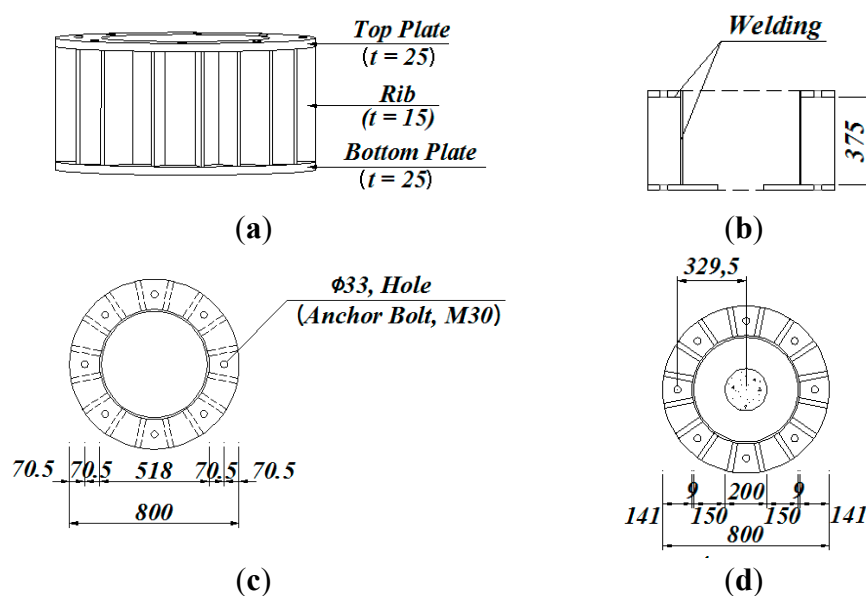 Top Plate
(t = 25)
Rib
(t = 15)
Bottom Plate
(t = 25)
(a)
Welding
375
(b)
Φ33, Hole
(Anchor Bolt, M30)
70.5 70.5 518 70.5 70.5
800
(c)
329,5
9 200 9
141 150 150 141
800
(d)